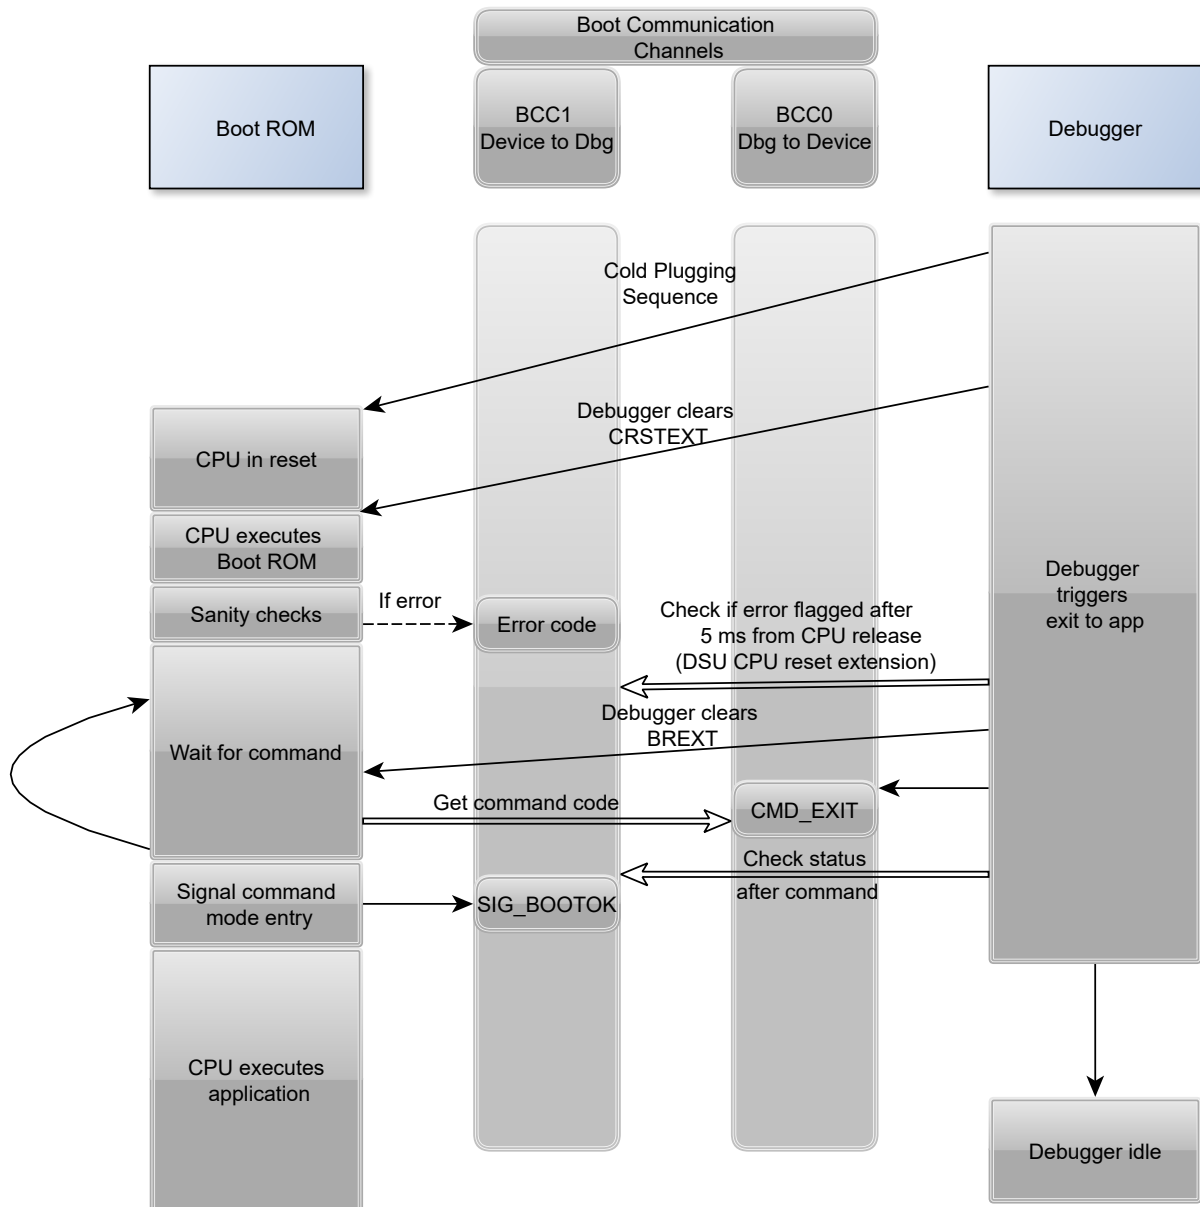 Boot Communication
Channels
Boot ROM
BCC1
Device to Dbg
BCC0
Dbg to Device
Debugger
Cold Plugging
Sequence
Debugger clears
CRSTEXT
CPU in reset
CPU executes
Boot ROM
Sanity checks
If error
Error code
Check if error flagged after
5 ms from CPU release
(DSU CPU reset extension)
Debugger
triggers
exit to app
Debugger clears
BREXT
Wait for command
Get command code
CMD_EXIT
Check status
after command
Signal command
mode entry
SIG_BOOTOK
CPU executes
application
Debugger idle